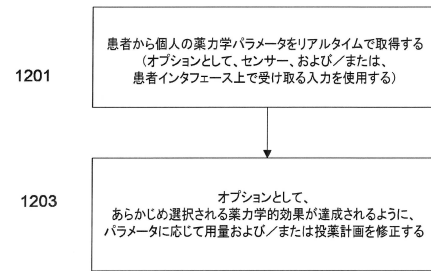 1201
患者から個人の薬力学パラメータをリアルタイムで取得する
(オプションとして、センサー、および/または、
患者インタフェース上で受け取る入力を使用する)
1203
オプションとして、
あらかじめ選択される薬力学的効果が達成されるように、
パラメータに応じて用量および/または投薬計画を修正する